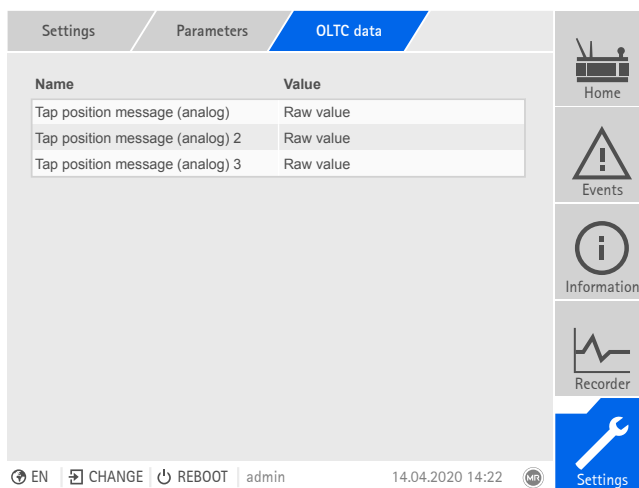 Settings Parameters OLTC data
Name Value
Tap position message (analog) Raw value
Tap position message (analog) 2 Raw value
Tap position message (analog) 3 Raw value
Home
Events
Information
Recorder
Settings
EN CHANGE REBOOT admin 14.04.2020 14:22 MR